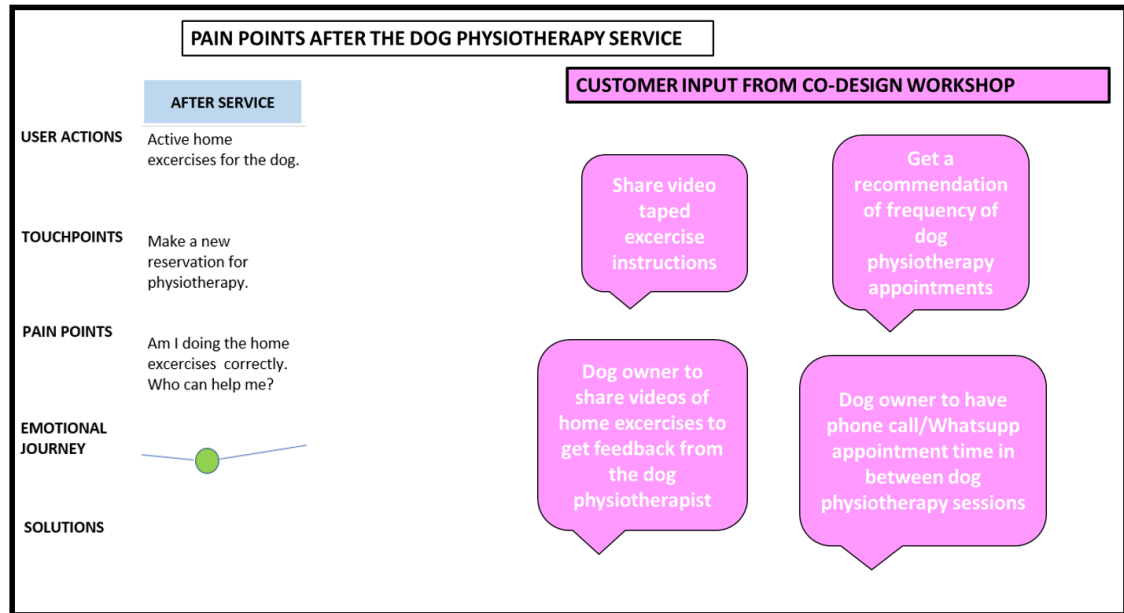 PAIN POINTS AFTER THE DOG PHYSIOTHERAPY SERVICE
CUSTOMER INPUT FROM CO-DESIGN WORKSHOP
AFTER SERVICE
USER ACTIONS
Active home
excercises for the dog.
TOUCHPOINTS
Make a new
reservation for
physiotherapy.
PAIN POINTS
Am I doing the home
excercises correctly.
Who can help me?
EMOTIONAL
JOURNEY
SOLUTIONS
Share video
taped
excercise
instructions
Get a
recommendation
of frequency of
dog
physiotherapy
appointments
Dog owner to
share videos of
home excercises to
get feedback from
the dog
physiotherapist
Dog owner to have
phone call/Whatsupp
appointment time in
between dog
physiotherapy sessions